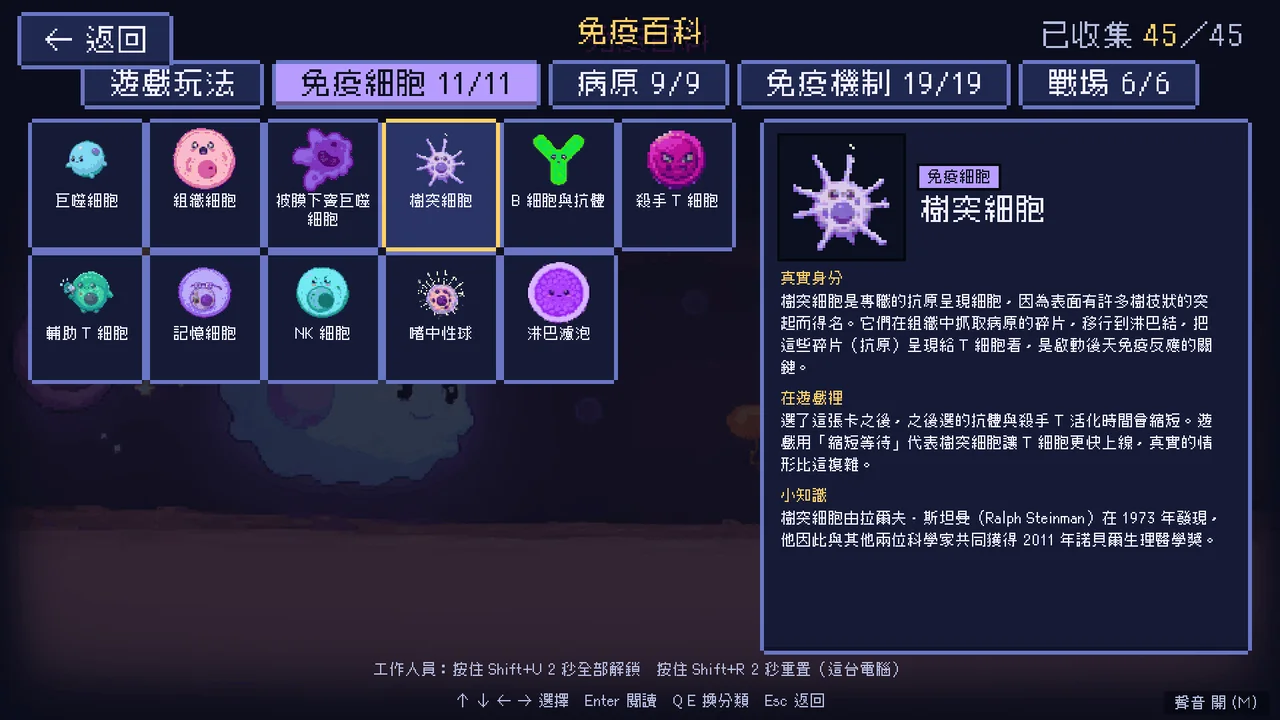 ← 返回
免疫百科
已收集 45/45
遊戲玩法
免疫細胞 11/11
病原 9/9
免疫機制 19/19
戰場 6/6
巨噬細胞
組織細胞
被膜下竇巨噬
細胞
樹突細胞
B 細胞與抗體
殺手 T 細胞
輔助 T 細胞
記憶細胞
NK 細胞
嗜中性球
淋巴濾泡
免疫細胞
樹突細胞
真實身分
樹突細胞是專職的抗原呈現細胞，因為表面有許多樹枝狀的突
起而得名。它們在組織中抓取病原的碎片，移行到淋巴結，把
這些碎片（抗原）呈現給 T 細胞看，是啟動後天免疫反應的關
鍵。
在遊戲裡
選了這張卡之後，之後選的抗體與殺手 T 活化時間會縮短。遊
戲用「縮短等待」代表樹突細胞讓 T 細胞更快上線，真實的情
形比這複雜。
小知識
樹突細胞由拉爾夫．斯坦曼（Ralph Steinman）在 1973 年發現，
他因此與其他兩位科學家共同獲得 2011 年諾貝爾生理醫學獎。
工作人員：按住 Shift+U 2 秒全部解鎖　按住 Shift+R 2 秒重置（這台電腦）
↑↓←→ 選擇　Enter 閱讀　Q E 換分類　Esc 返回
聲音 開 (M)